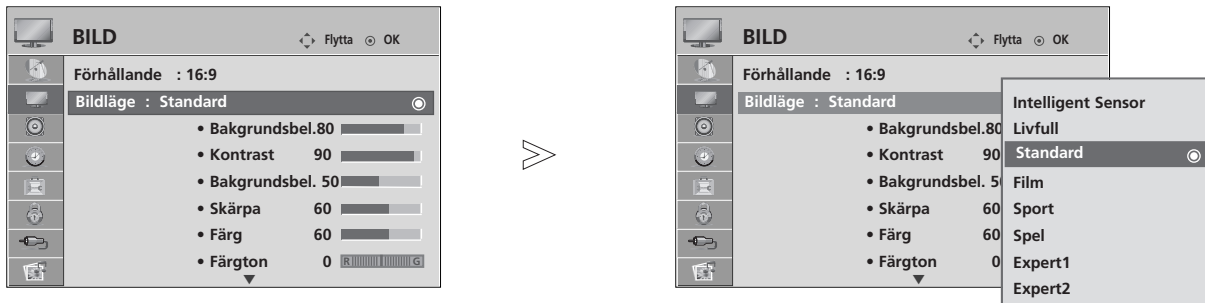 BILD Flytta OK
Förhållande : 16:9
Bildläge : Standard
• Bakgrundsbel.80
• Kontrast 90
• Bakgrundsbel. 50
• Skärpa 60
• Färg 60
• Färgton 0 R G
BILD Flytta OK
Förhållande : 16:9
Bildläge : Standard
• Bakgrundsbel.80
• Kontrast 90
• Bakgrundsbel. 50
• Skärpa 60
• Färg 60
• Färgton 0
Intelligent Sensor
Livfull
Standard
Film
Sport
Spel
Expert1
Expert2